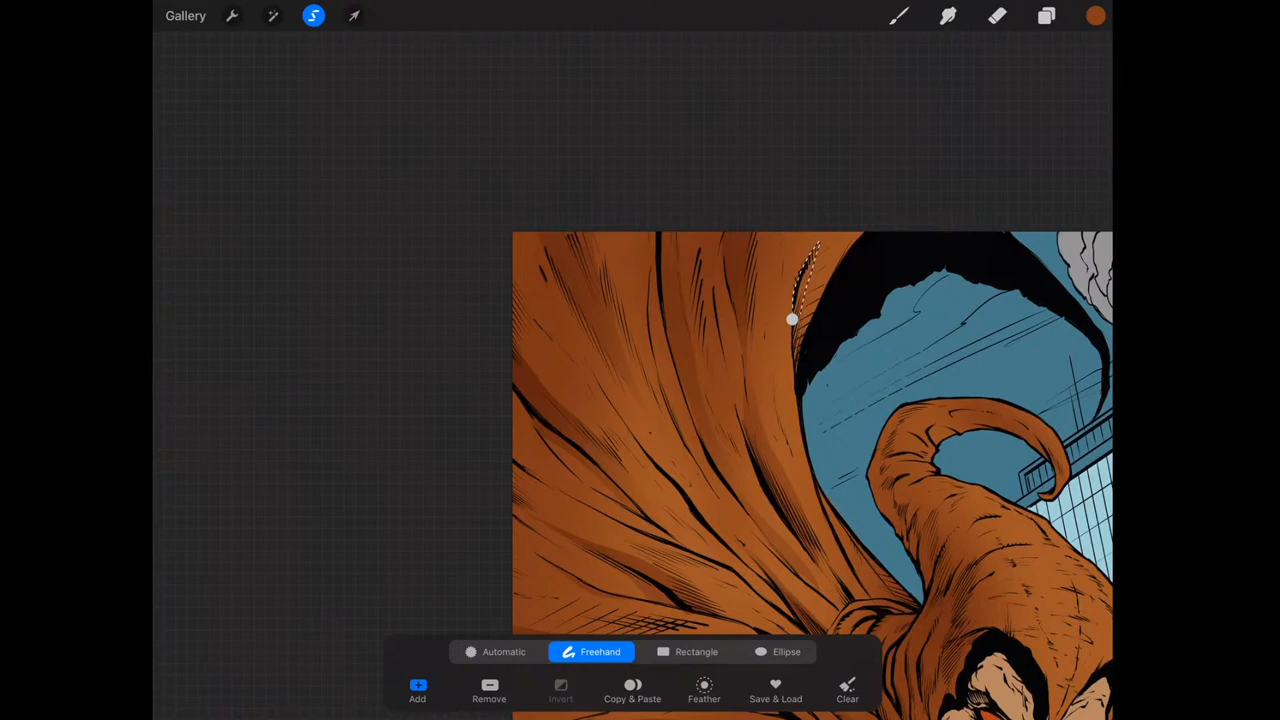 Gallery
Automatic Freehand Rectangle Ellipse
Add Remove Invert Copy & Paste Feather Save & Load Clear